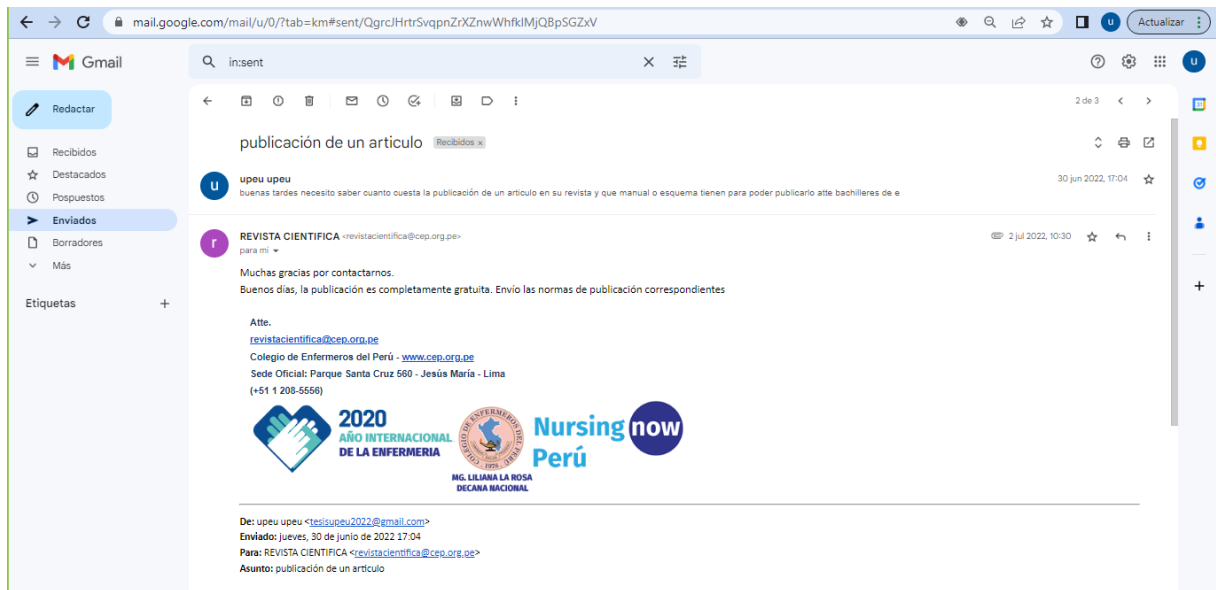 mail.google.com/mail/u/0/?tab=km#sent/QgrcJHrtrSvqpnZrXZnwWhfklMjQBpSGZxV
u
Actualizar
Gmail
in:sent
u
Redactar
2 de 3
Recibidos
Destacados
Pospuestos
Enviados
Borradores
Más
Etiquetas
publicación de un articulo Recibidos x
u
upeu upeu
30 jun 2022, 17:04
buenas tardes necesito saber cuanto cuesta la publicación de un articulo en su revista y que manual o esquema tienen para poder publicarlo atte bachilleres de e
r
REVISTA CIENTIFICA <revistacientifica@cep.org.pe>
2 jul 2022, 10:30
para mí
Muchas gracias por contactarnos.
Buenos días, la publicación es completamente gratuita. Envío las normas de publicación correspondientes
Atte.
revistacientifica@cep.org.pe
Colegio de Enfermeros del Perú - www.cep.org.pe
Sede Oficial: Parque Santa Cruz 560 - Jesús María - Lima
(+51 1 208-5556)
2020
AÑO INTERNACIONAL
DE LA ENFERMERIA
COLEGIO DE ENFERMEROS DEL PERÚ
1978
MG. LILIANA LA ROSA
DECANA NACIONAL
Nursing now
Perú
De: upeu upeu <tesisupeu2022@gmail.com>
Enviado: jueves, 30 de junio de 2022 17:04
Para: REVISTA CIENTIFICA <revistacientifica@cep.org.pe>
Asunto: publicación de un artículo